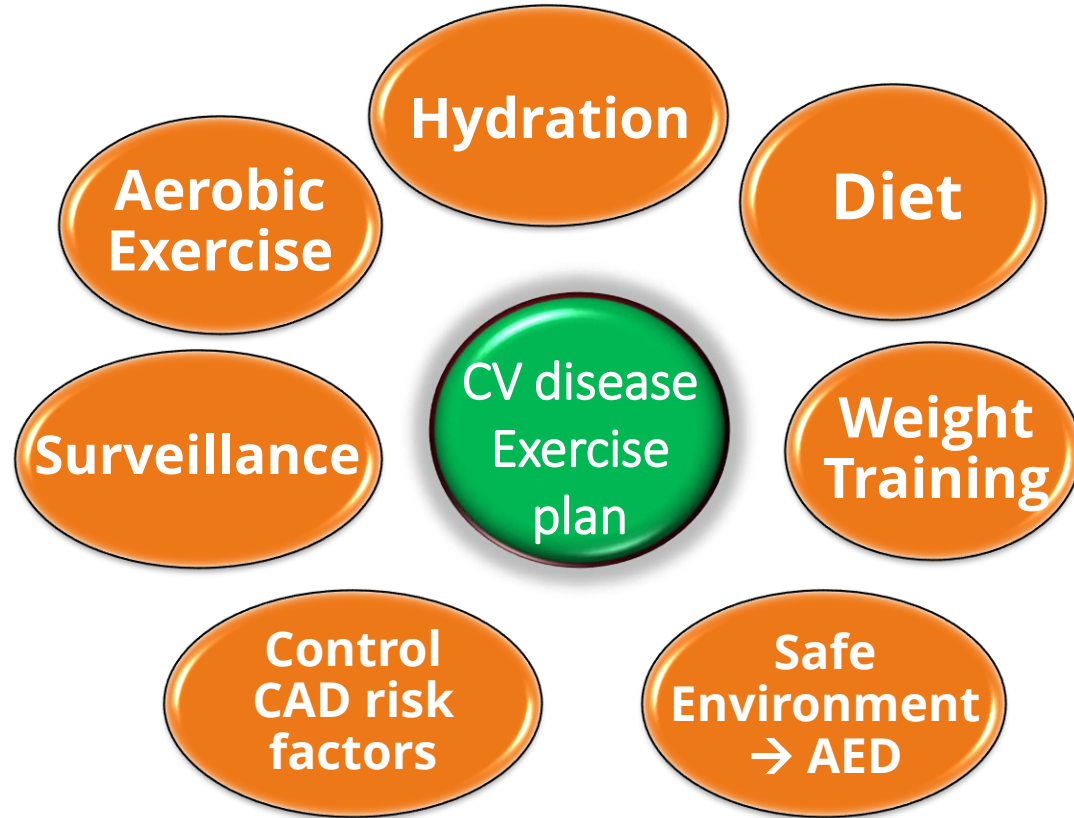 Hydration
Aerobic
Exercise
Diet
CV disease
Exercise
plan
Surveillance
Weight
Training
Control
CAD risk
factors
Safe
Environment
→ AED